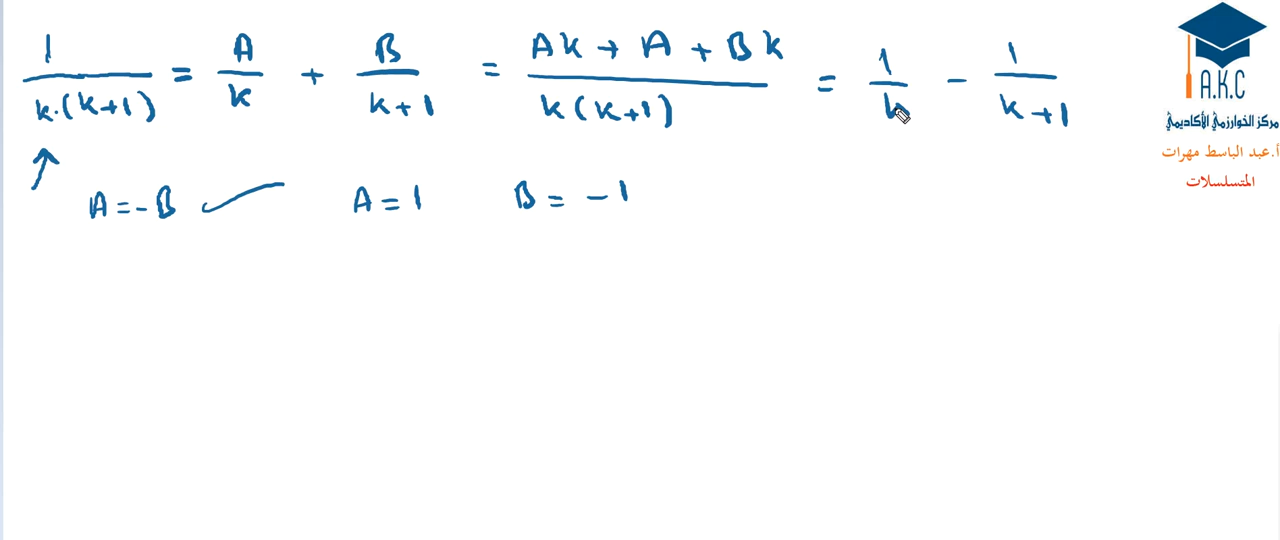 1/(k.(k+1)) = A/k + B/(k+1) = (Ak + A + Bk)/(k(k+1)) = 1/k - 1/(k+1)
A = -B ✓ A = 1 B = -1
A.K.C
مركز الخوارزمي الأكاديمي
أ.عبد الباسط مهرات
المتسلسلات